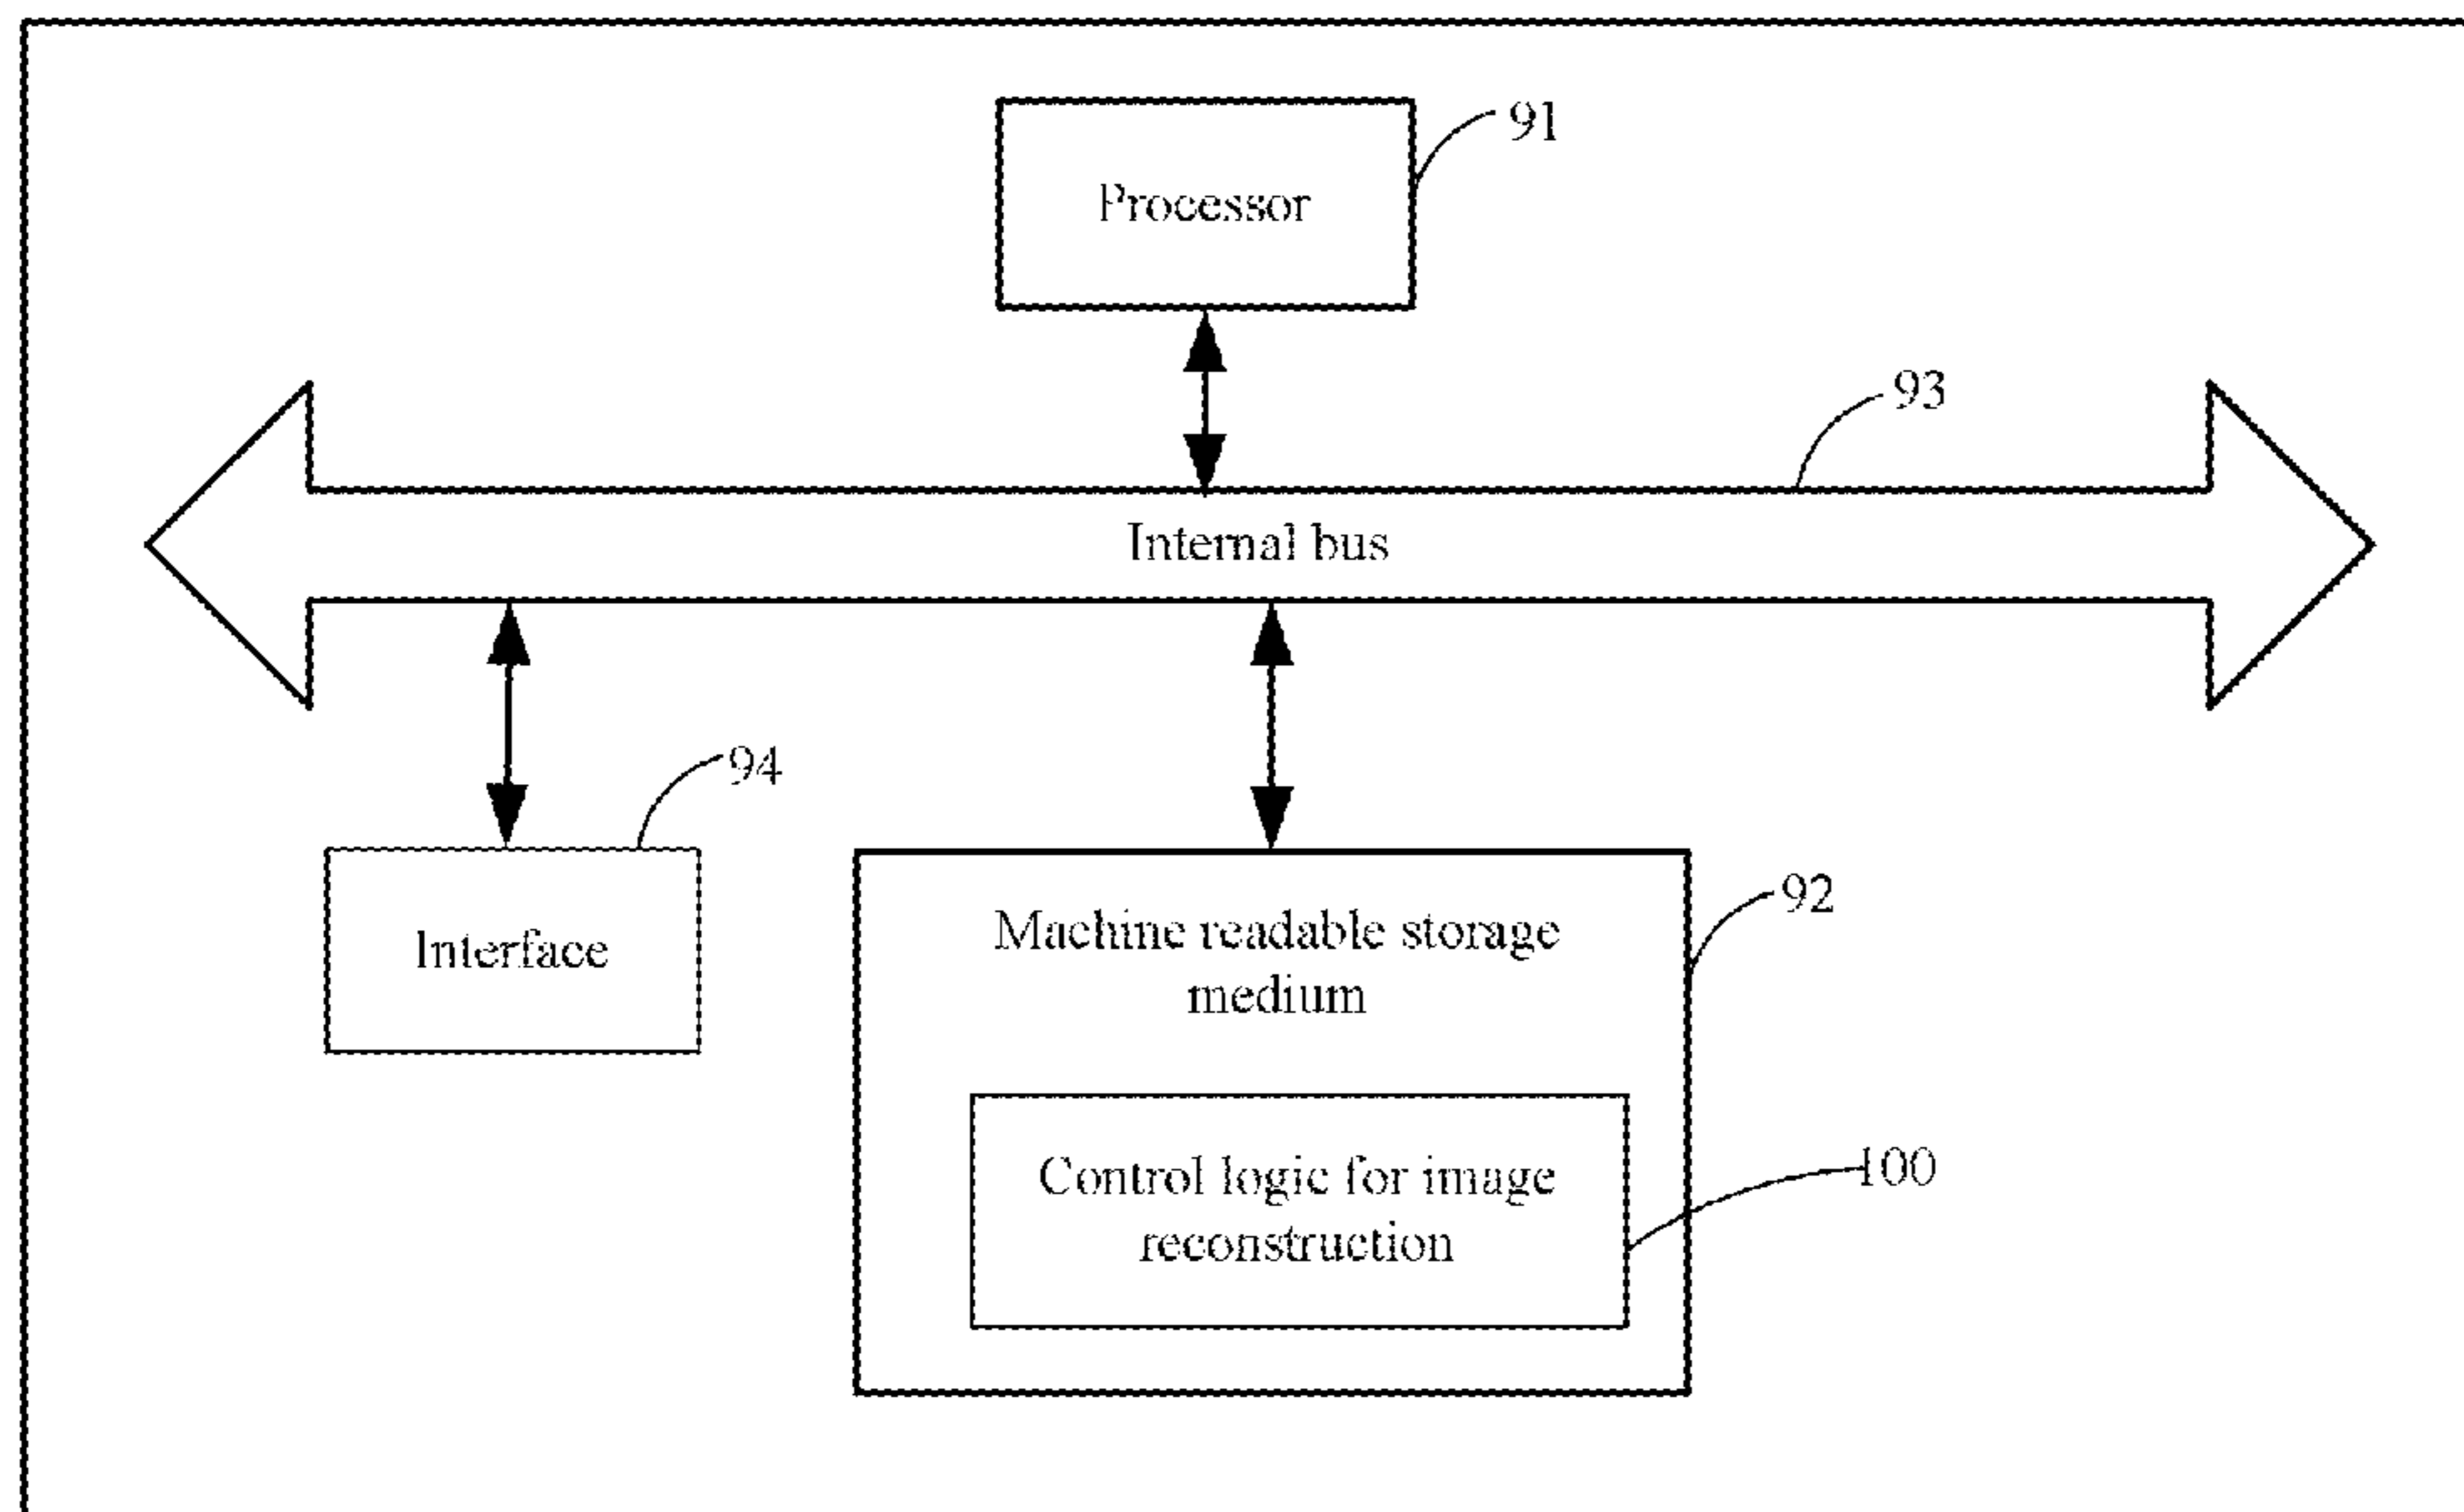 91
Processor
93
Internal bus
94
Interface
92
Machine readable storage
medium
Control logic for image
reconstruction
100